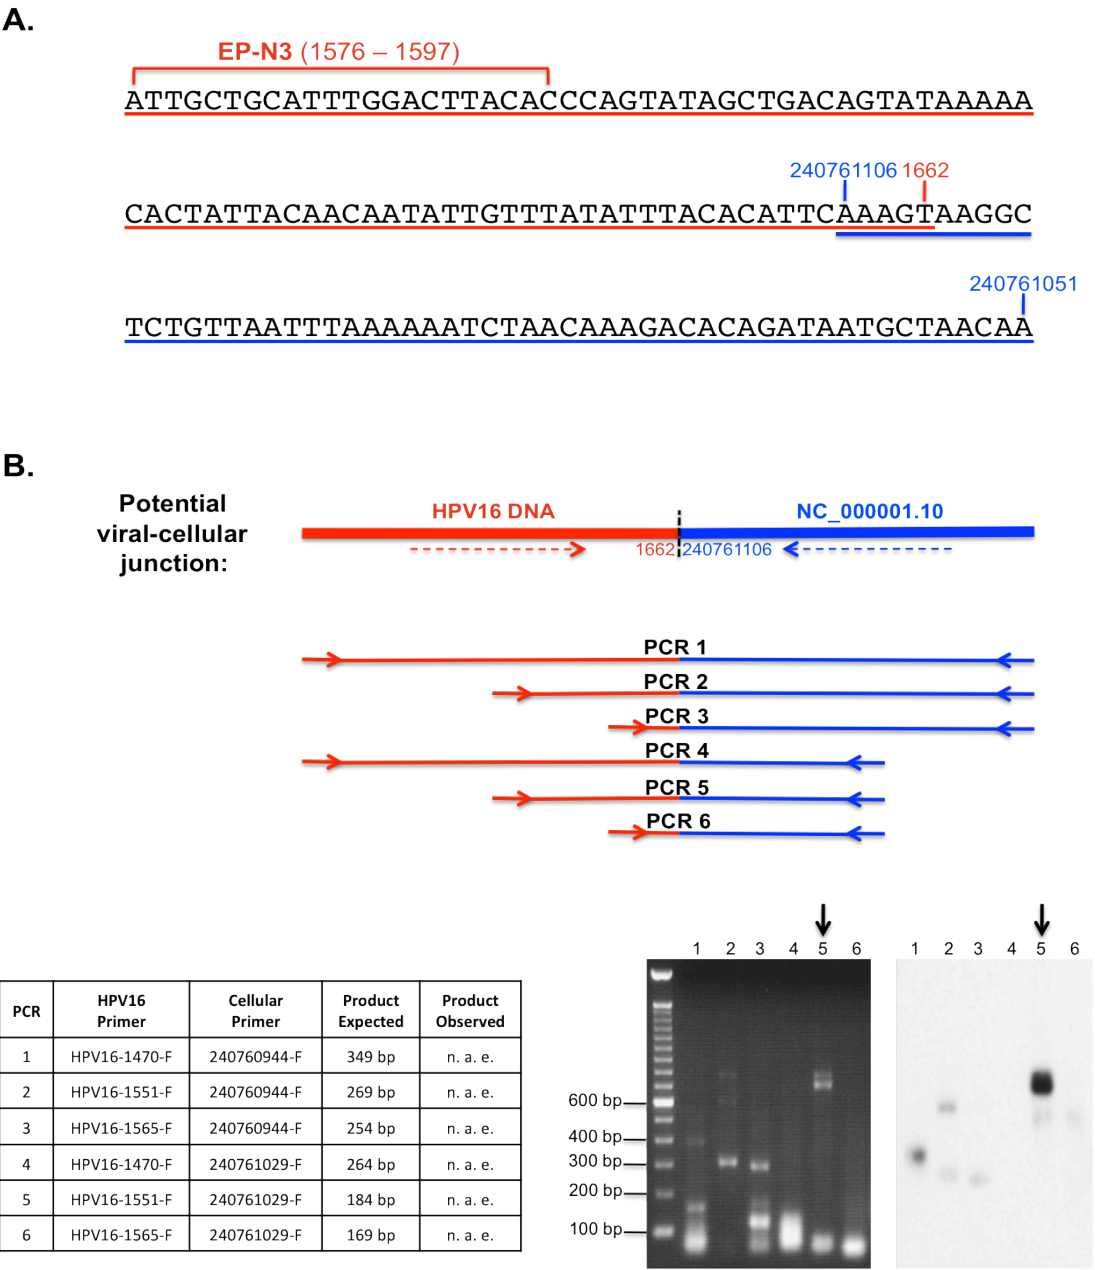 A.
EP-N3 (1576 – 1597)
ATTGCTGCATTTGGACTTACACCCAGTATAGCTGACAGTATAAAAA
240761106 1662
CACTATTACAACAATATTGTTTATATTTACACATTCAAAGTAAGGC
240761051
TCTGTTAATTTAAAAAATCTAACAAAGACACAGATAATGCTAACAA
B.
Potential
viral-cellular
junction:
HPV16 DNA NC_000001.10
1662 240761106
PCR 1
PCR 2
PCR 3
PCR 4
PCR 5
PCR 6
PCR HPV16 Primer Cellular Primer Product Expected Product Observed
1 HPV16-1470-F 240760944-F 349 bp n. a. e.
2 HPV16-1551-F 240760944-F 269 bp n. a. e.
3 HPV16-1565-F 240760944-F 254 bp n. a. e.
4 HPV16-1470-F 240761029-F 264 bp n. a. e.
5 HPV16-1551-F 240761029-F 184 bp n. a. e.
6 HPV16-1565-F 240761029-F 169 bp n. a. e.
1 2 3 4 5 6
600 bp
400 bp
300 bp
200 bp
100 bp
1 2 3 4 5 6